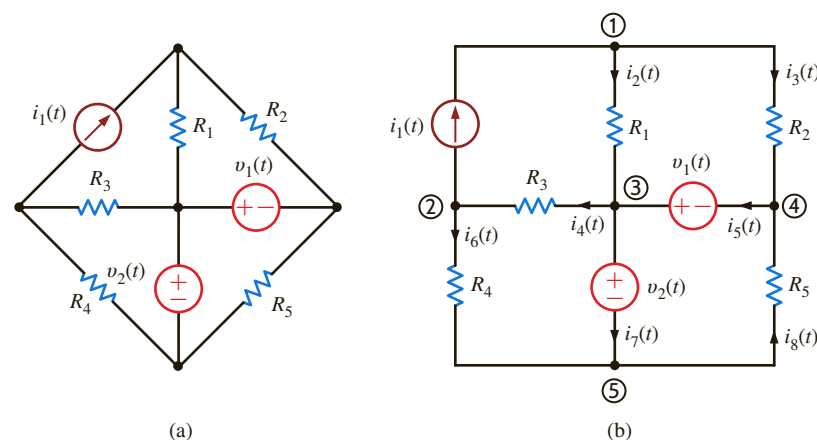 ①
i₂(t) i₃(t)
i₁(t) R₁ R₂
i₁(t) R₁ R₂
v₁(t) R₃ ③ v₁(t)
R₃ ② ④
+ − i₄(t) + − i₅(t)
i₆(t)
v₂(t) + −
R₄ R₅ R₄ + − v₂(t) R₅
i₇(t) i₈(t)
⑤
(a) (b)